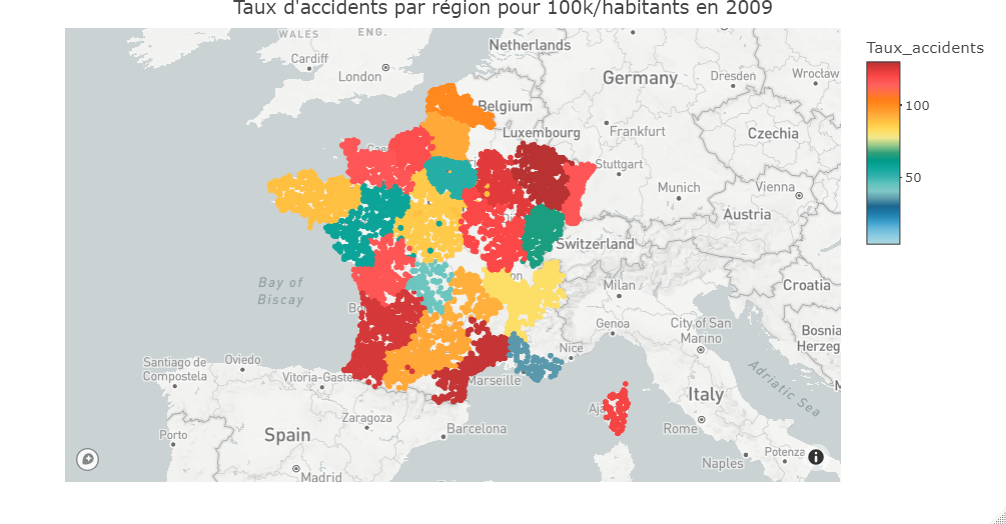 Taux d'accidents par région pour 100k/habitants en 2009
Taux_accidents
100
50
WALES
ENG.
Cardiff
London
Netherlands
Germany
Dresden
Wrocław
Belgium
Luxembourg
Frankfurt
Czechia
Stuttgart
Munich
Vienna
Austria
Switzerland
Bay of
Biscay
Milan
Croatia
Genoa
City of San
Marino
Bosnia
Herzeg
Nice
Marseille
Adriatic Sea
Santiago de
Compostela
Oviedo
Vitoria-Gaste
Italy
Rome
Zaragoza
Barcelona
Porto
Spain
Madrid
Naples
Potenza